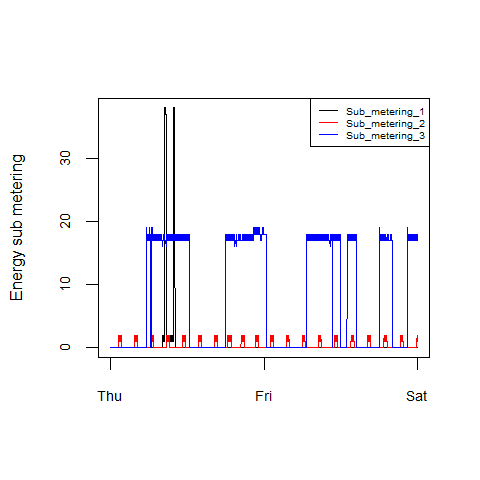 Sub_metering_1
Sub_metering_2
Sub_metering_3
Energy sub metering
30
20
10
0
Thu Fri Sat